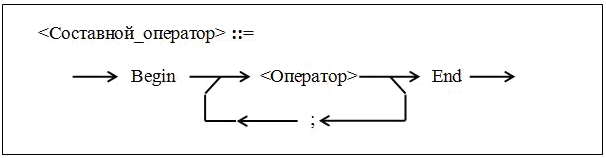 <Составной_оператор> ::=
Begin <Оператор> End
;